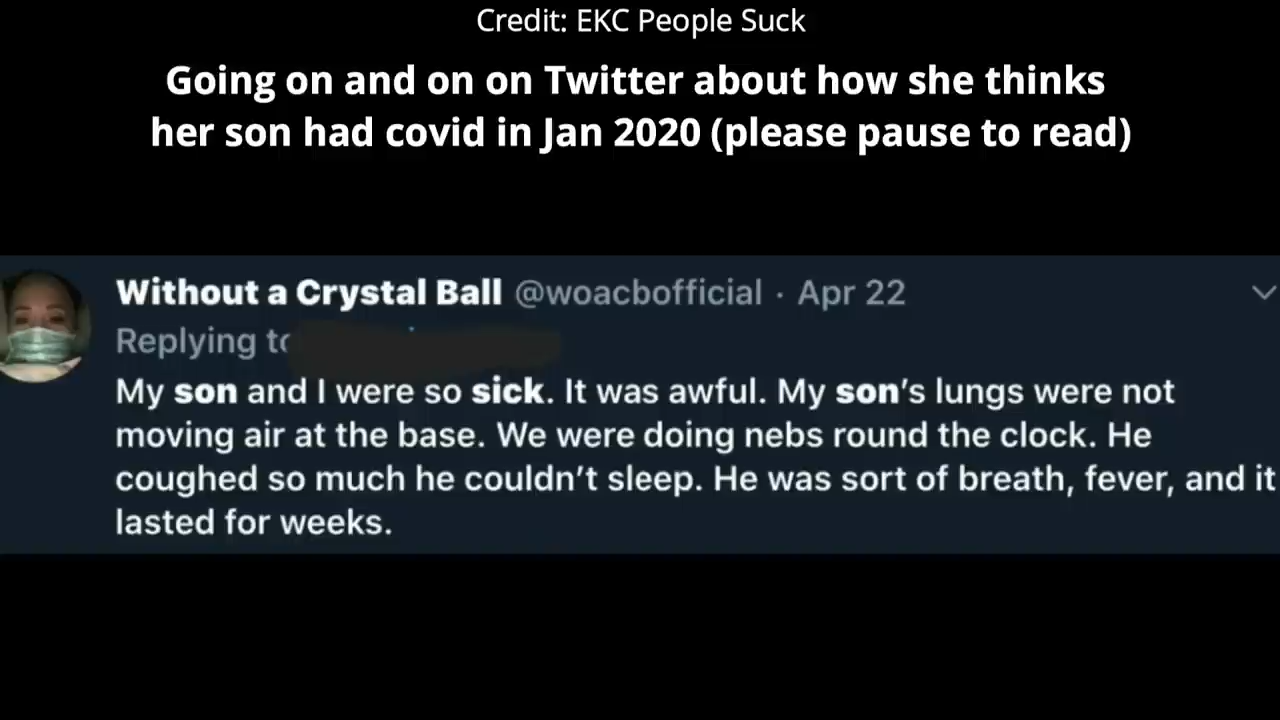 Credit: EKC People Suck
Going on and on on Twitter about how she thinks
her son had covid in Jan 2020 (please pause to read)
Without a Crystal Ball @woacbofficial · Apr 22
Replying to
My son and I were so sick. It was awful. My son's lungs were not
moving air at the base. We were doing nebs round the clock. He
coughed so much he couldn't sleep. He was sort of breath, fever, and it
lasted for weeks.